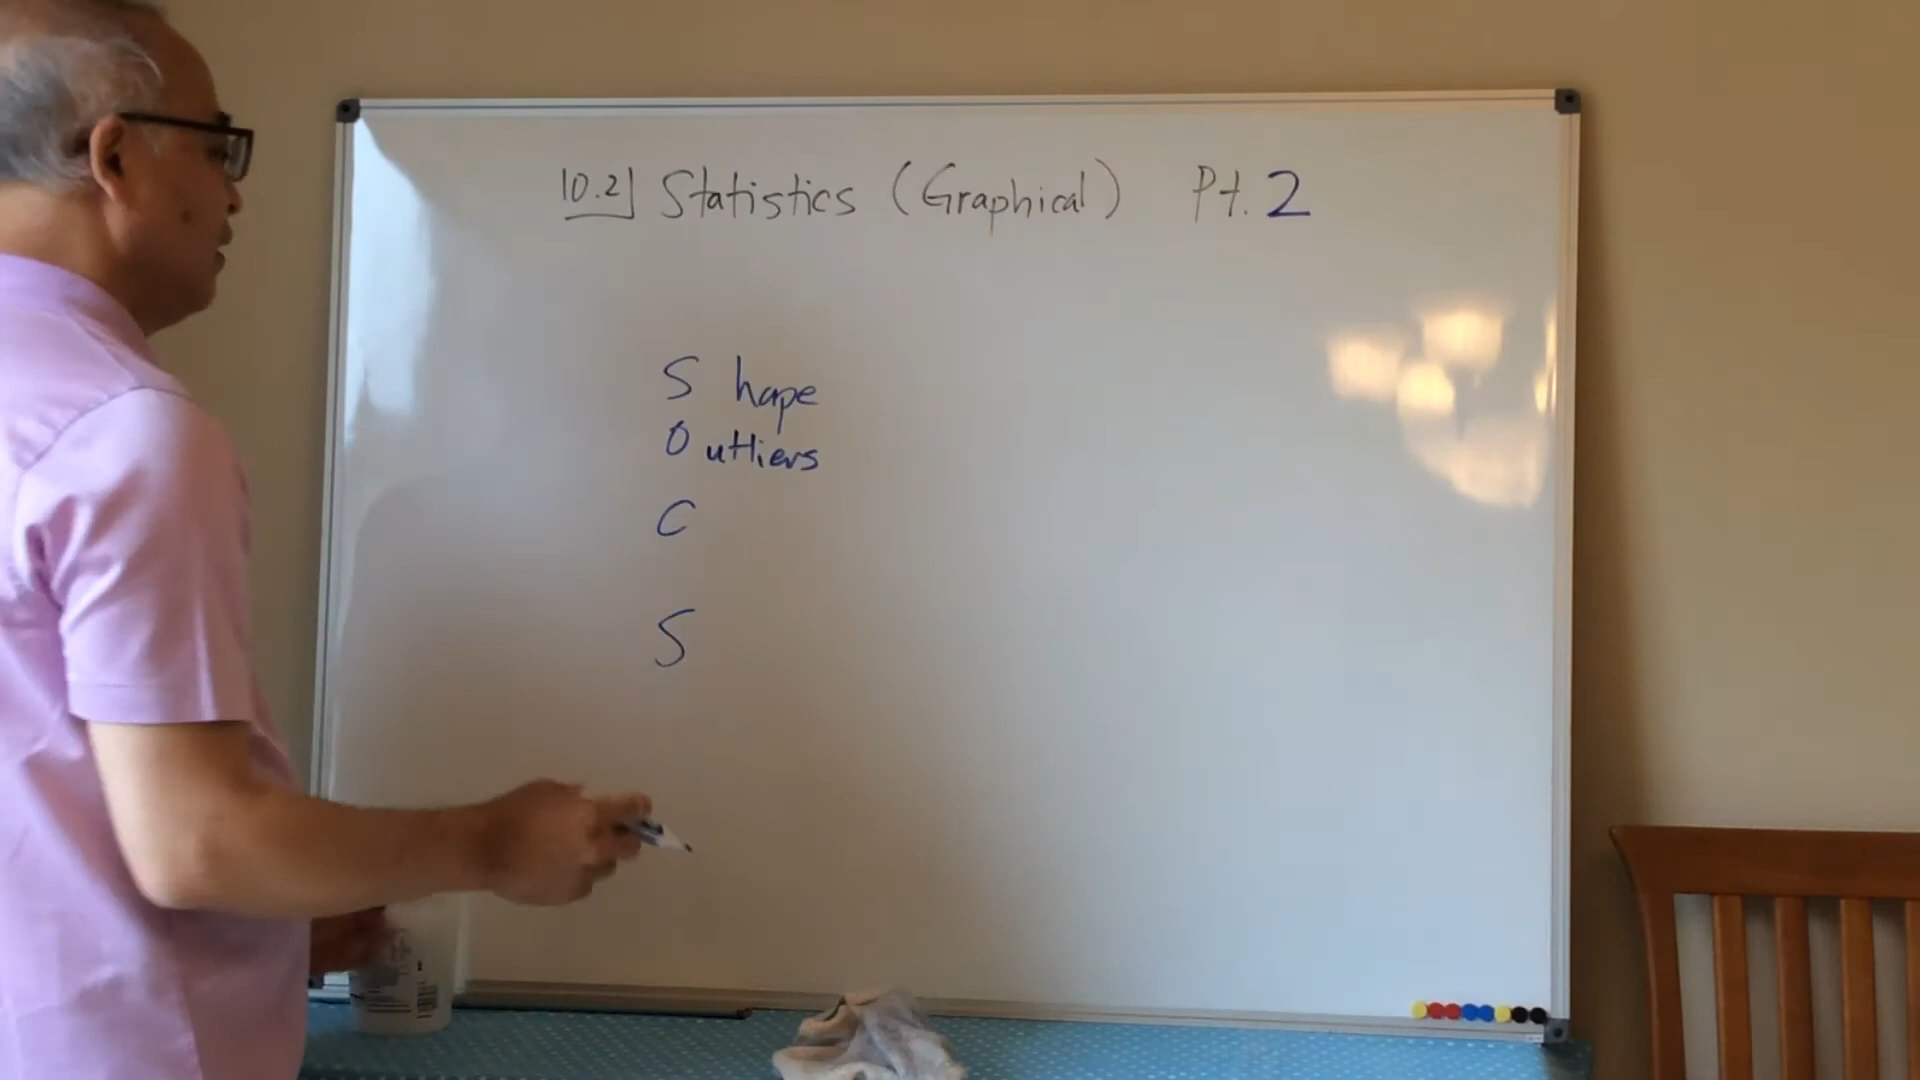 10.2 Statistics (Graphical) Pt. 2
S hape
O utliers
C
S